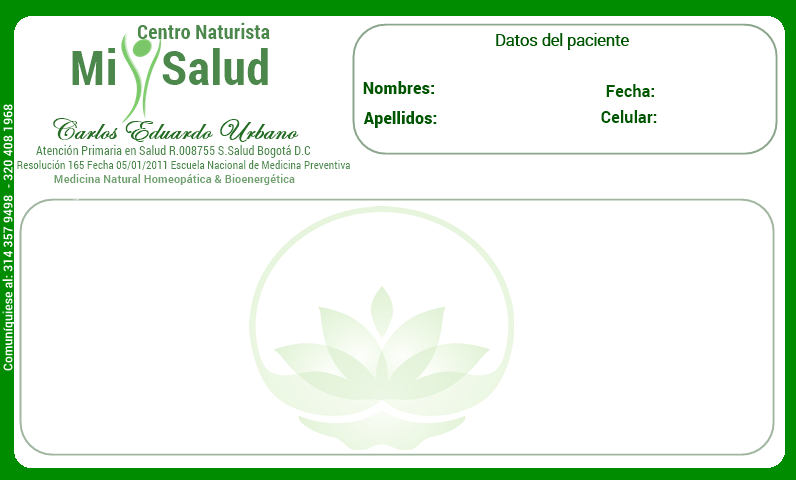 Centro Naturista
Mi Salud
Carlos Eduardo Urbano
Atención Primaria en Salud R.008755 S.Salud Bogotá D.C
Resolución 165 Fecha 05/01/2011 Escuela Nacional de Medicina Preventiva
Medicina Natural Homeopática & Bioenergética
Datos del paciente
Nombres:
Fecha:
Apellidos:
Celular:
Comuníquiese al: 314 357 9498 - 320 408 1968